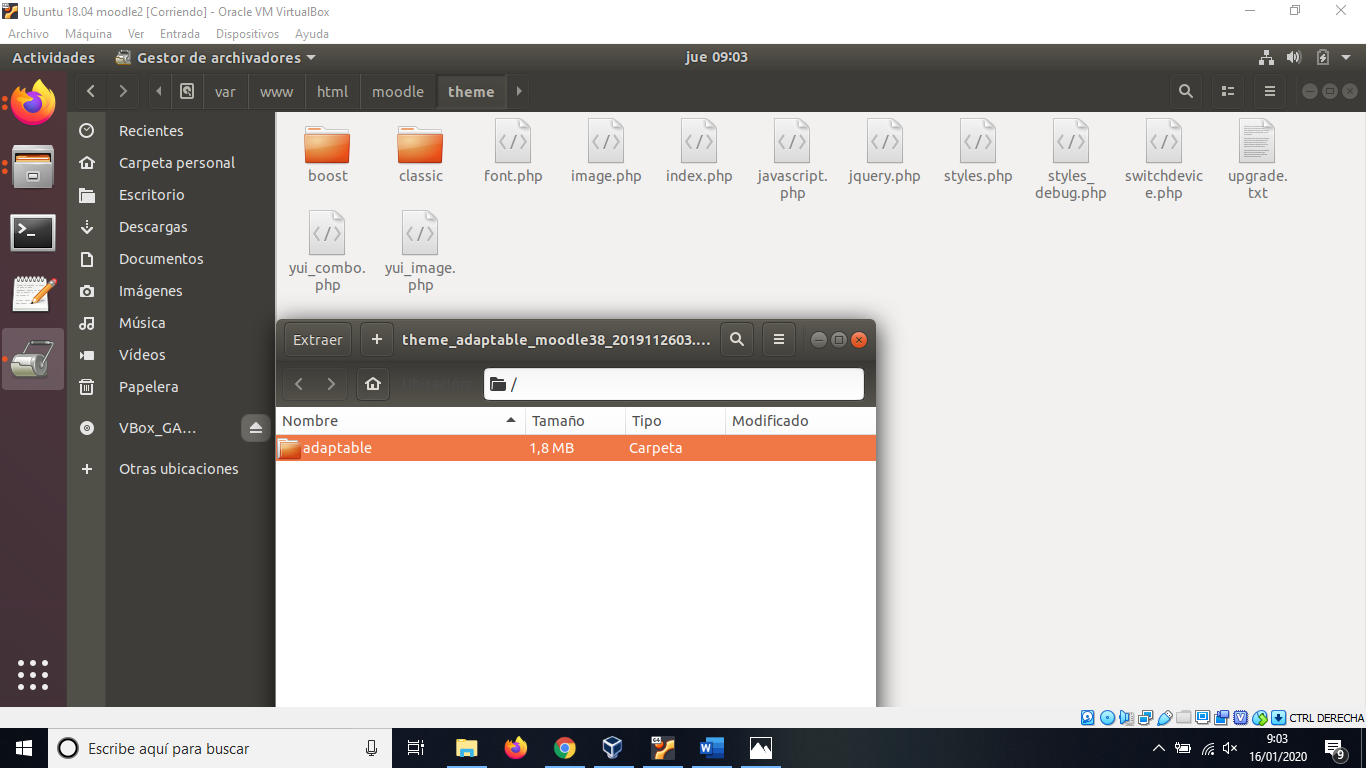 Ubuntu 18.04 moodle2 [Corriendo] - Oracle VM VirtualBox
Archivo Máquina Ver Entrada Dispositivos Ayuda
Actividades Gestor de archivadores jue 09:03
var www html moodle theme
Recientes
Carpeta personal
Escritorio
Descargas
Documentos
Imágenes
Música
Vídeos
Papelera
VBox_GA...
Otras ubicaciones
boost classic font.php image.php index.php javascript.php jquery.php styles.php styles_debug.php switchdevice.php upgrade.txt
yui_combo.php yui_image.php
Extraer + theme_adaptable_moodle38_2019112603....
Ubicación: /
Nombre Tamaño Tipo Modificado
adaptable 1,8 MB Carpeta
CTRL DERECHA
Escribe aquí para buscar
9:03
16/01/2020
9